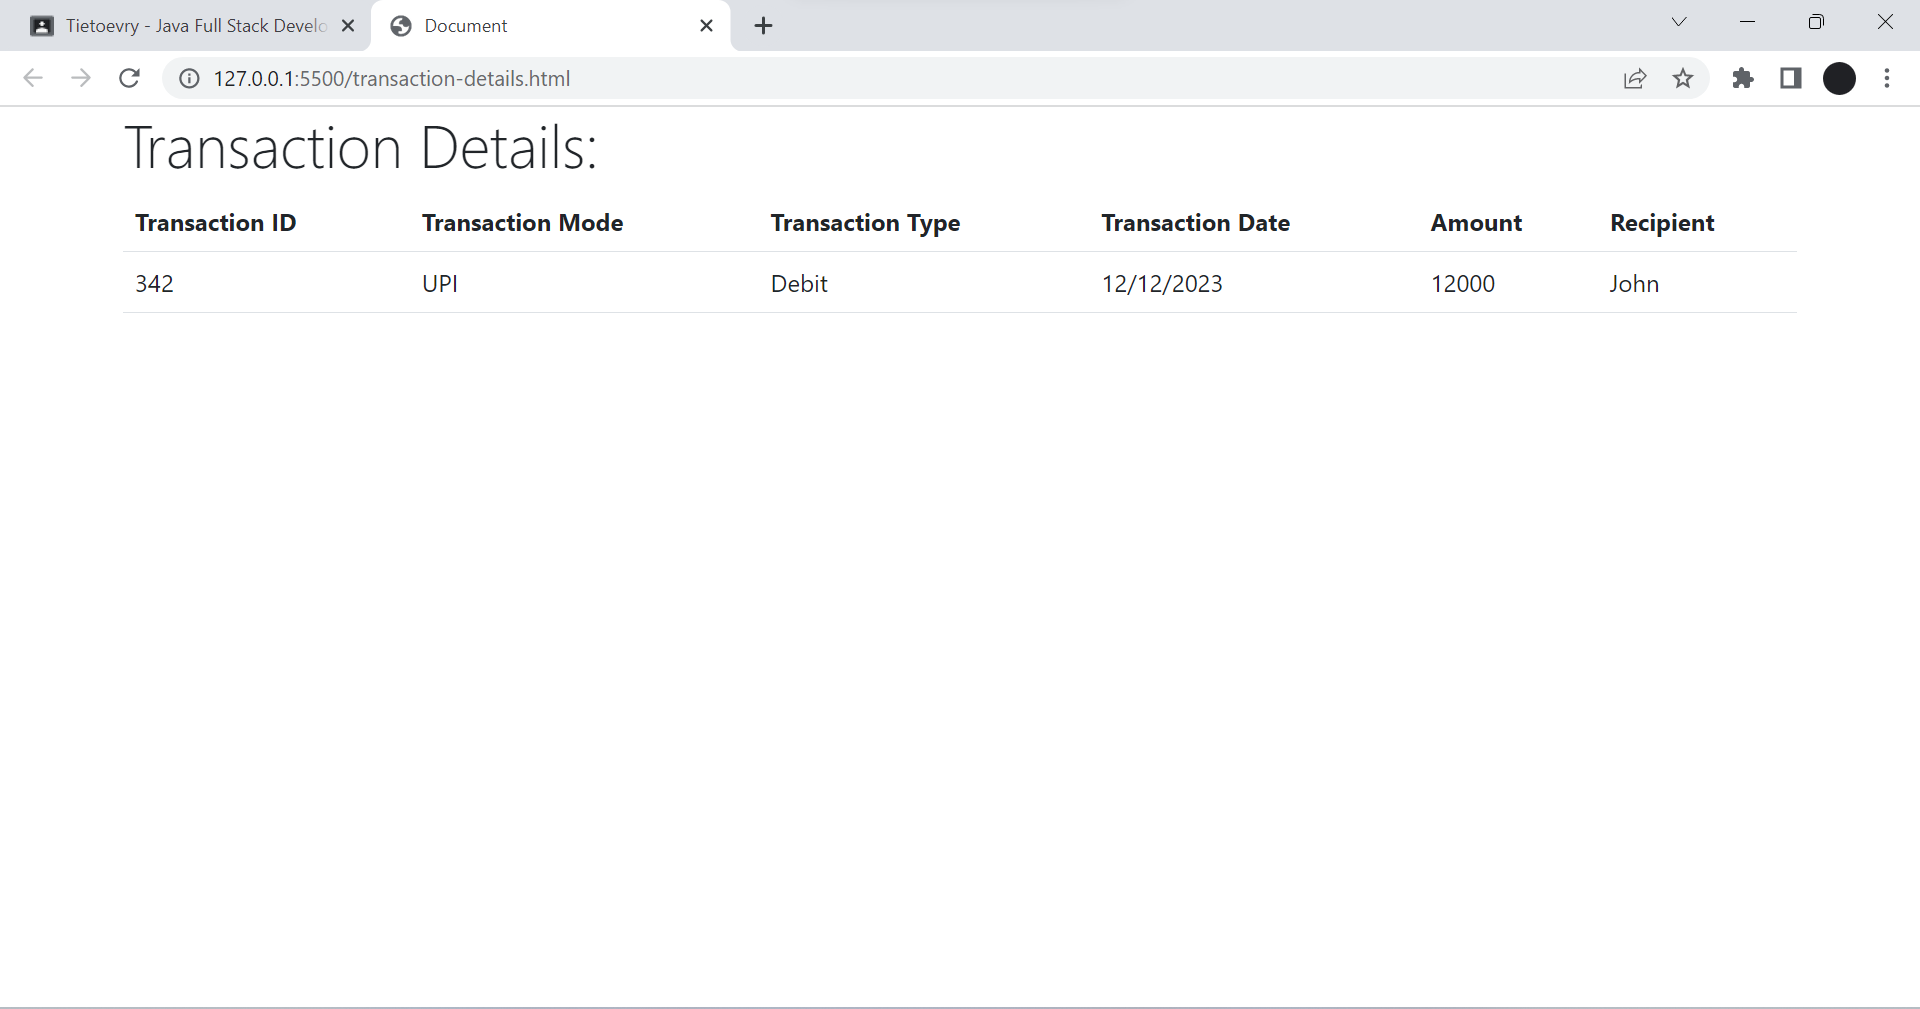 Tietoevry - Java Full Stack Develo
Document
127.0.0.1:5500/transaction-details.html
Transaction Details:
Transaction ID Transaction Mode Transaction Type Transaction Date Amount Recipient
342 UPI Debit 12/12/2023 12000 John